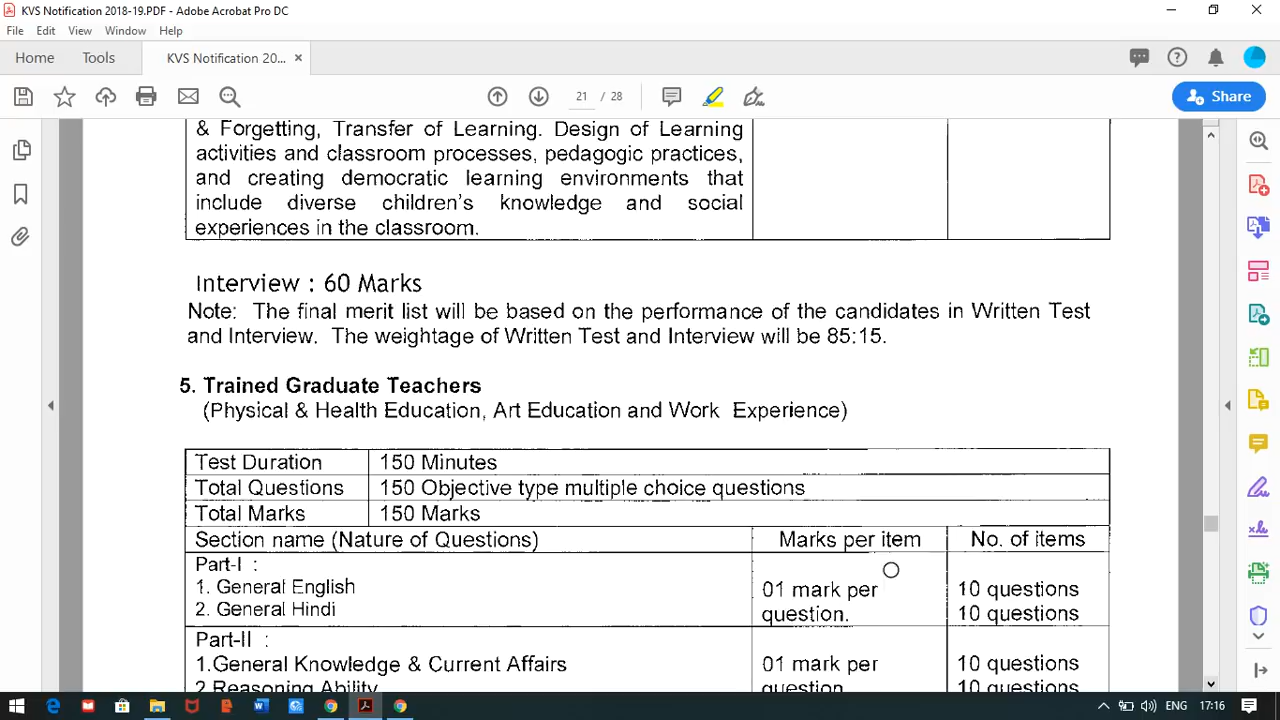 KVS Notification 2018-19.PDF - Adobe Acrobat Pro DC
File Edit View Window Help
Home Tools KVS Notification 20... ×
21 / 28 Share
& Forgetting, Transfer of Learning. Design of Learning
activities and classroom processes, pedagogic practices,
and creating democratic learning environments that
include diverse children's knowledge and social
experiences in the classroom.
Interview : 60 Marks
Note: The final merit list will be based on the performance of the candidates in Written Test
and Interview. The weightage of Written Test and Interview will be 85:15.
5. Trained Graduate Teachers
(Physical & Health Education, Art Education and Work Experience)
Test Duration 150 Minutes
Total Questions 150 Objective type multiple choice questions
Total Marks 150 Marks
Section name (Nature of Questions) Marks per item No. of items
Part-I :
1. General English 01 mark per 10 questions
2. General Hindi question. 10 questions
Part-II :
1.General Knowledge & Current Affairs 01 mark per 10 questions
2.Reasoning Ability question. 10 questions
ENG 17:16